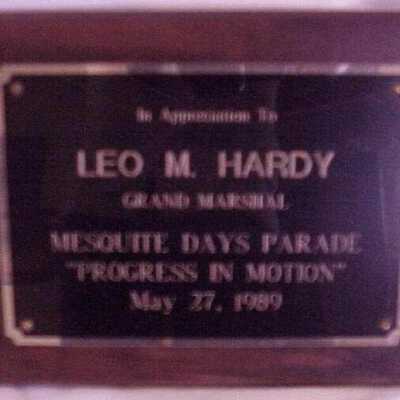 In Appreciation To
LEO M. HARDY
GRAND MARSHAL
MESQUITE DAYS PARADE
"PROGRESS IN MOTION"
May 27, 1989